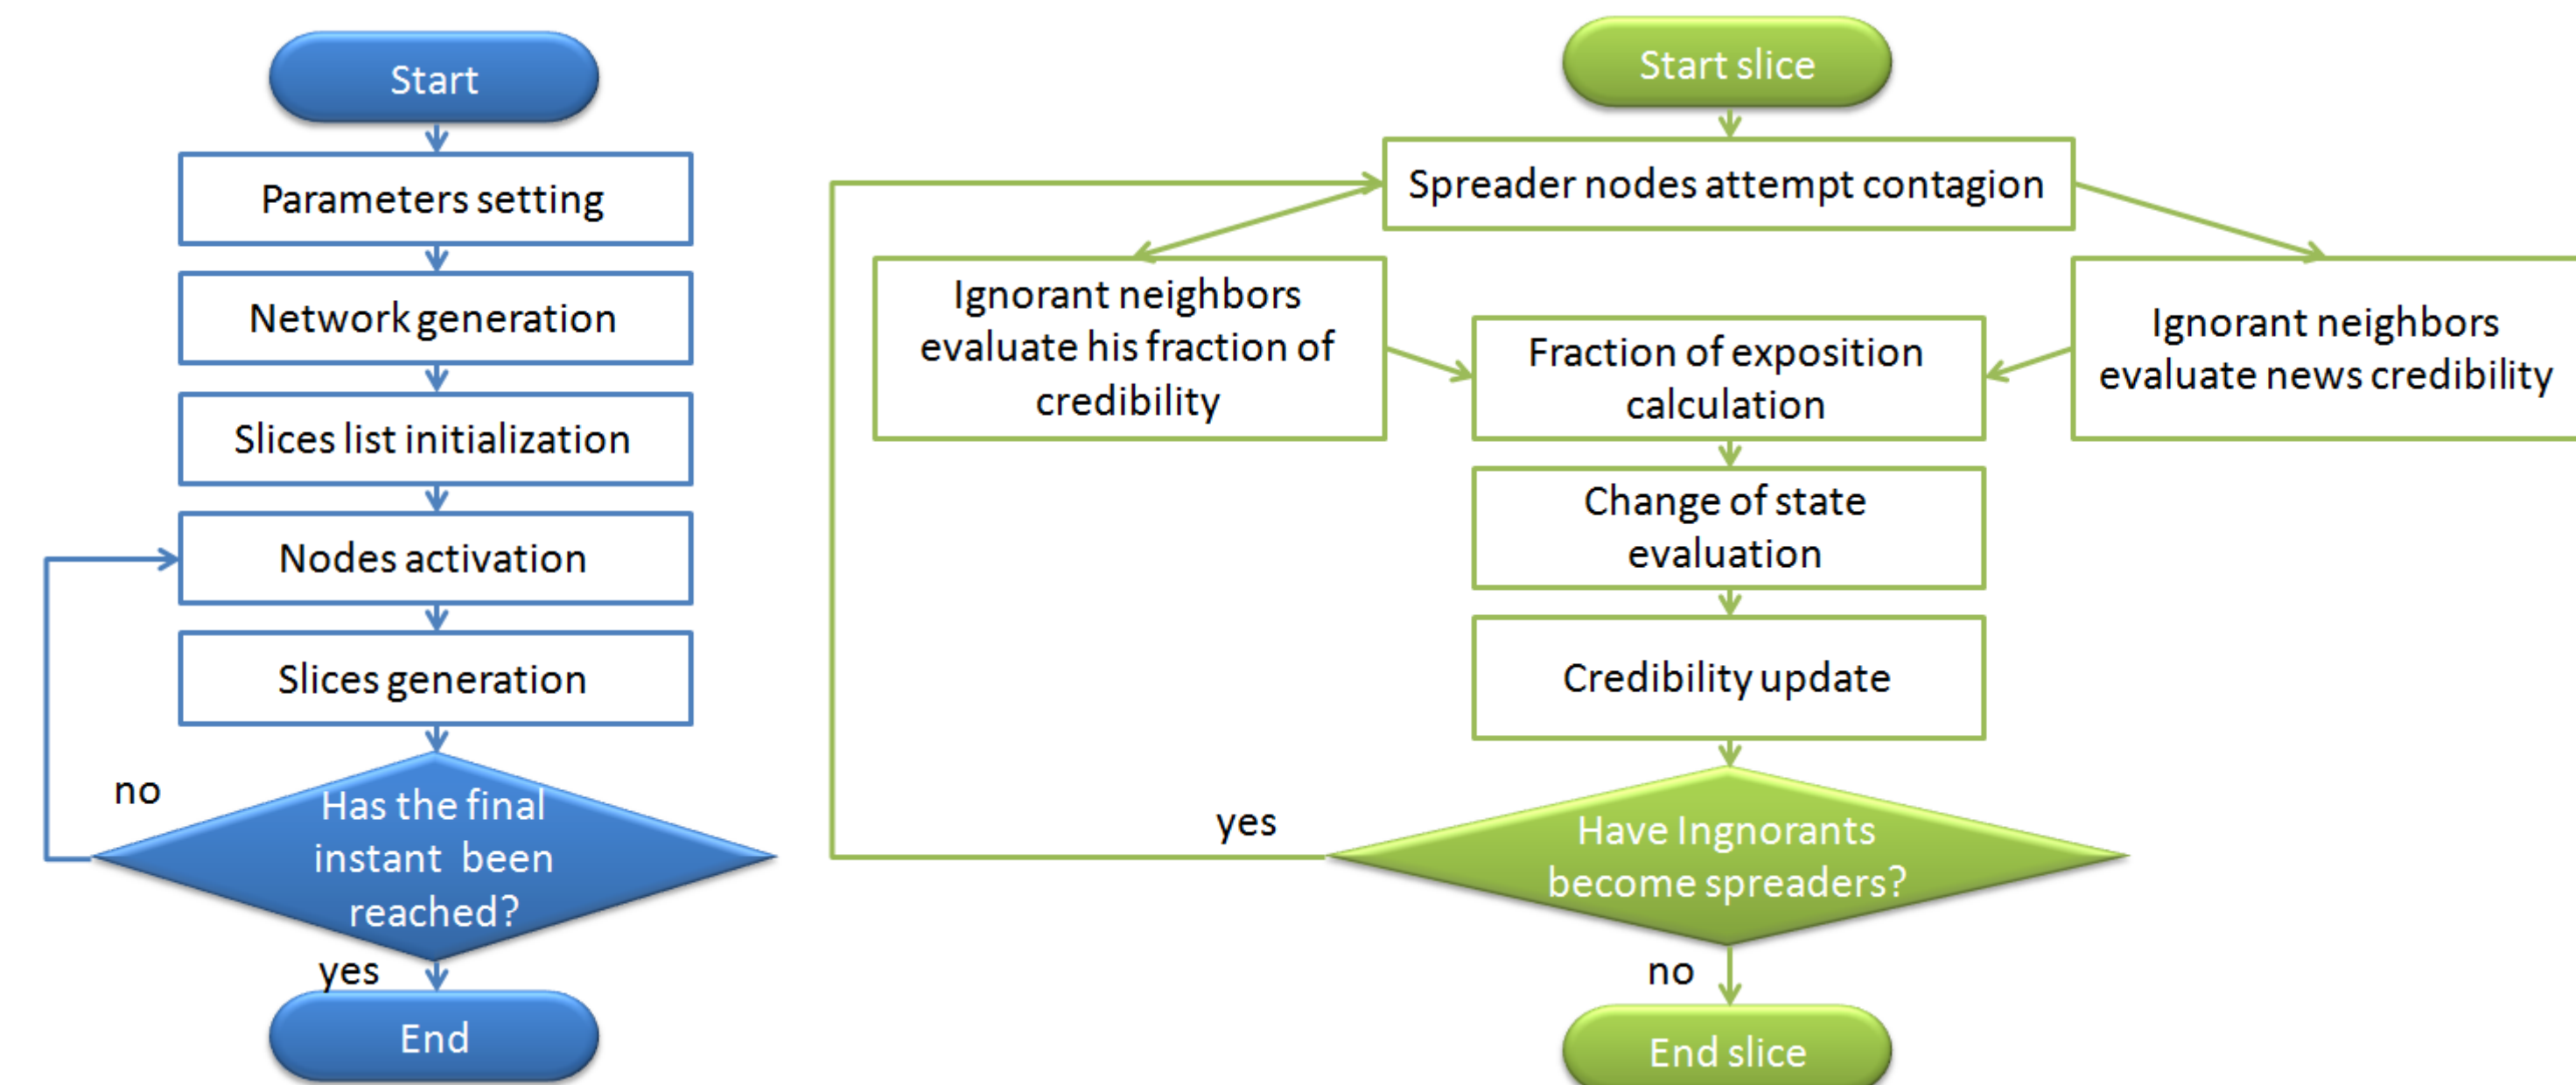 Start
Parameters setting
Network generation
Slices list initialization
Nodes activation
Slices generation
no
Has the final
instant been
reached?
yes
End
Start slice
Spreader nodes attempt contagion
Ignorant neighbors
evaluate his fraction of
credibility
Ignorant neighbors
evaluate news credibility
Fraction of exposition
calculation
Change of state
evaluation
Credibility update
yes
Have Ingnorants
become spreaders?
no
End slice